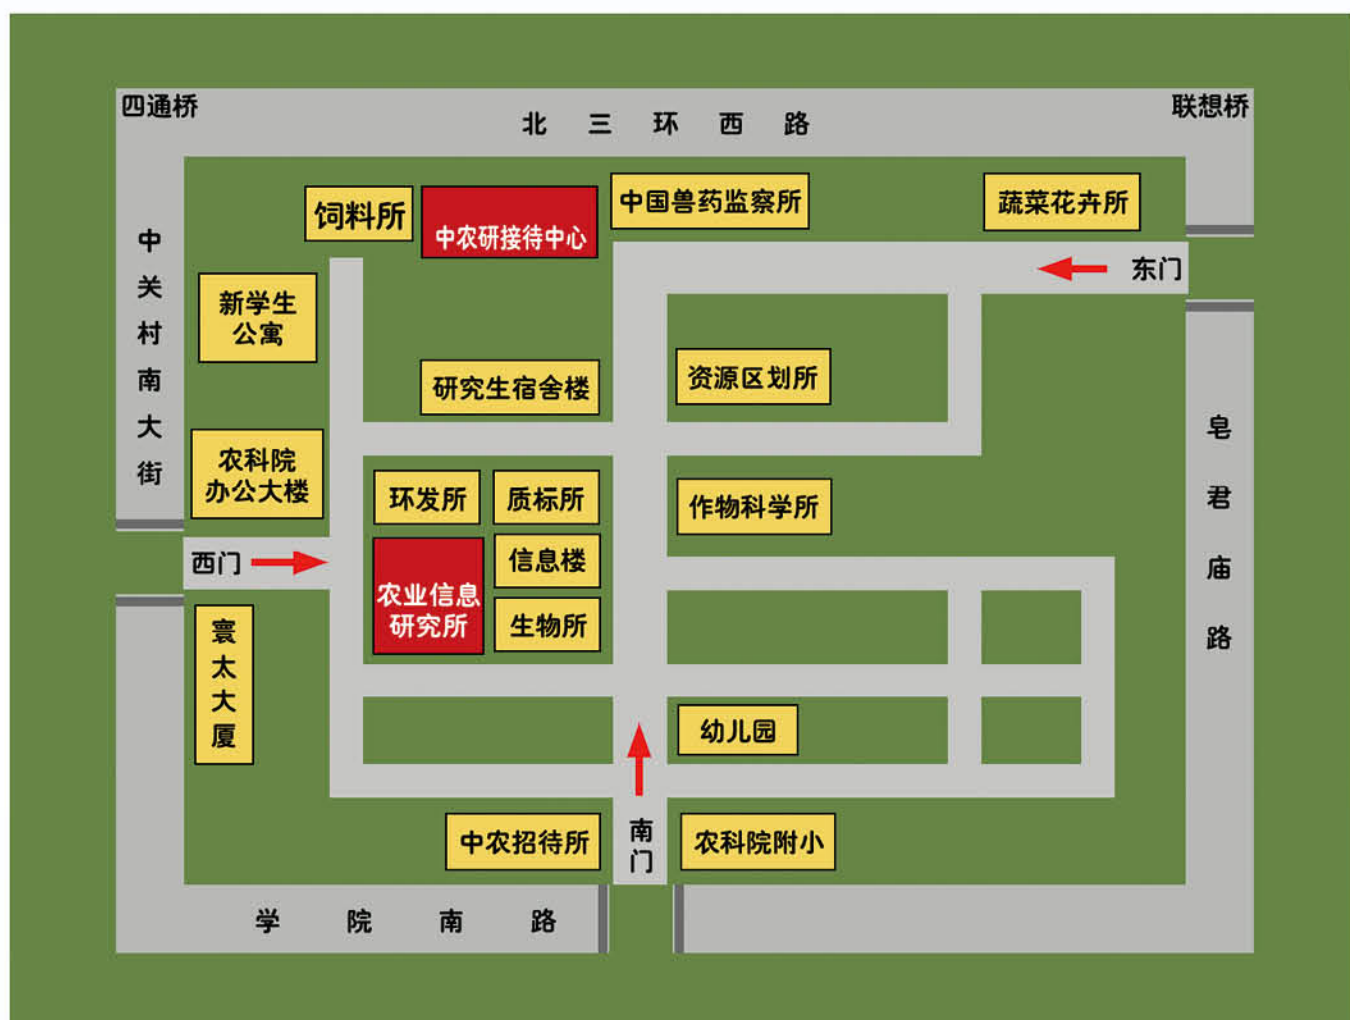 四通桥
联想桥
北三环西路
中国兽药监察所
蔬菜花卉所
饲料所
中农研接待中心
中关村南大街
东门
新学生
公寓
资源区划所
研究生宿舍楼
皂君庙路
农科院
办公大楼
环发所
质标所
作物科学所
西门
信息楼
农业信息
研究所
生物所
寰太大厦
幼儿园
中农招待所
南门
农科院附小
学院南路